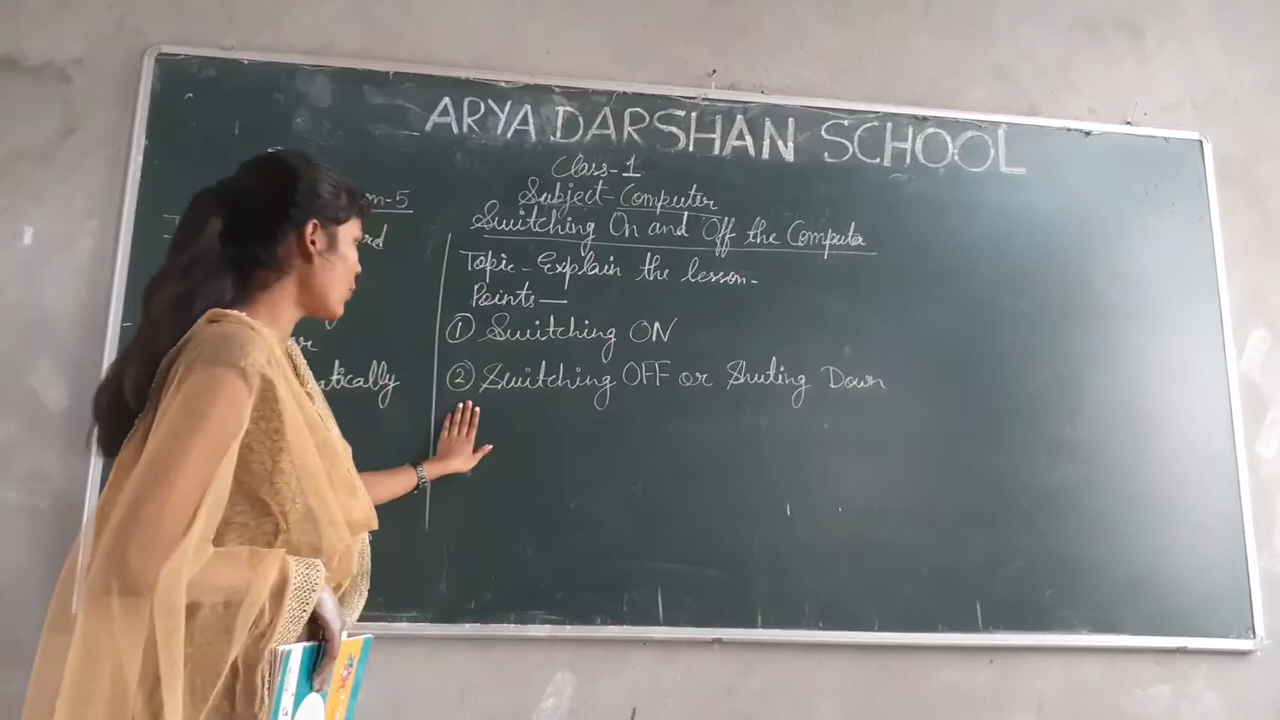 ARYA DARSHAN SCHOOL
Class-1
Subject-Computer
Switching On and Off the Computer
Topic-Explain the lesson-
Points—
① Switching ON
② Switching OFF or Shuting Down